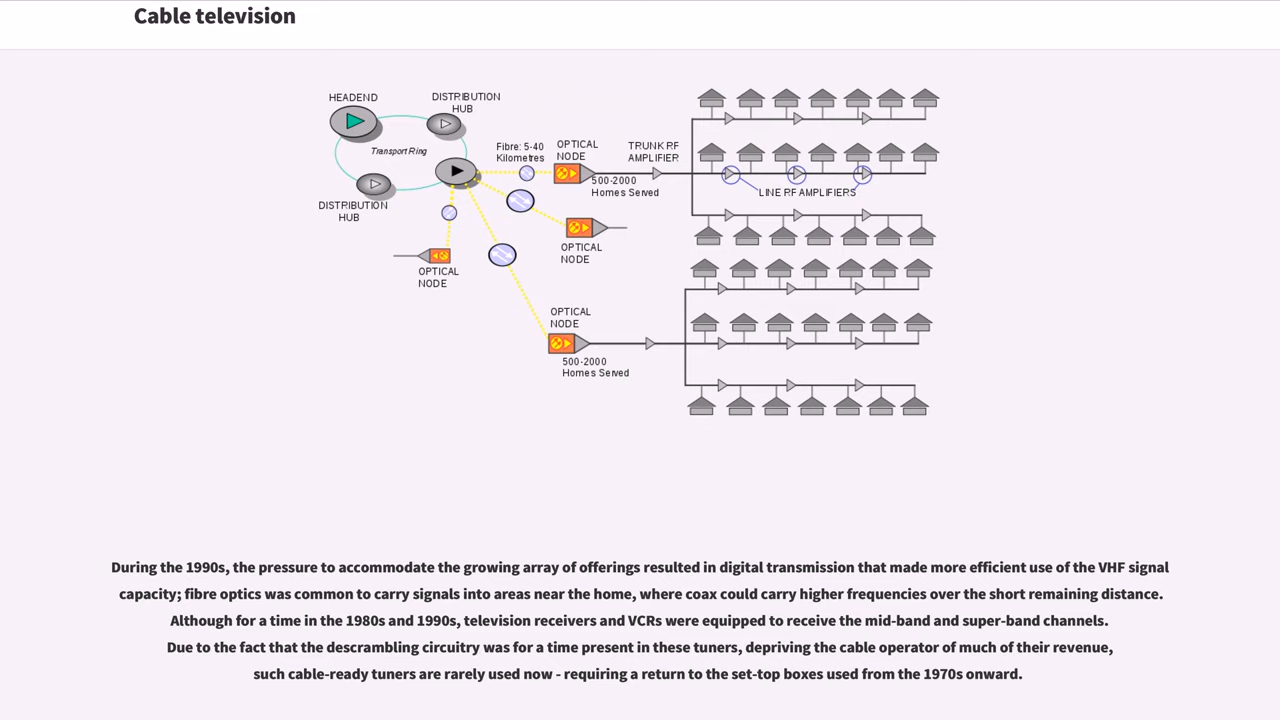 Cable television
HEADEND
DISTRIBUTION
HUB
Transport Ring
DISTRIBUTION
HUB
Fibre: 5-40
Kilometres
OPTICAL
NODE
TRUNK RF
AMPLIFIER
500-2000
Homes Served
LINE RF AMPLIFIERS
OPTICAL
NODE
OPTICAL
NODE
OPTICAL
NODE
500-2000
Homes Served
During the 1990s, the pressure to accommodate the growing array of offerings resulted in digital transmission that made more efficient use of the VHF signal
capacity; fibre optics was common to carry signals into areas near the home, where coax could carry higher frequencies over the short remaining distance.
Although for a time in the 1980s and 1990s, television receivers and VCRs were equipped to receive the mid-band and super-band channels.
Due to the fact that the descrambling circuitry was for a time present in these tuners, depriving the cable operator of much of their revenue,
such cable-ready tuners are rarely used now - requiring a return to the set-top boxes used from the 1970s onward.